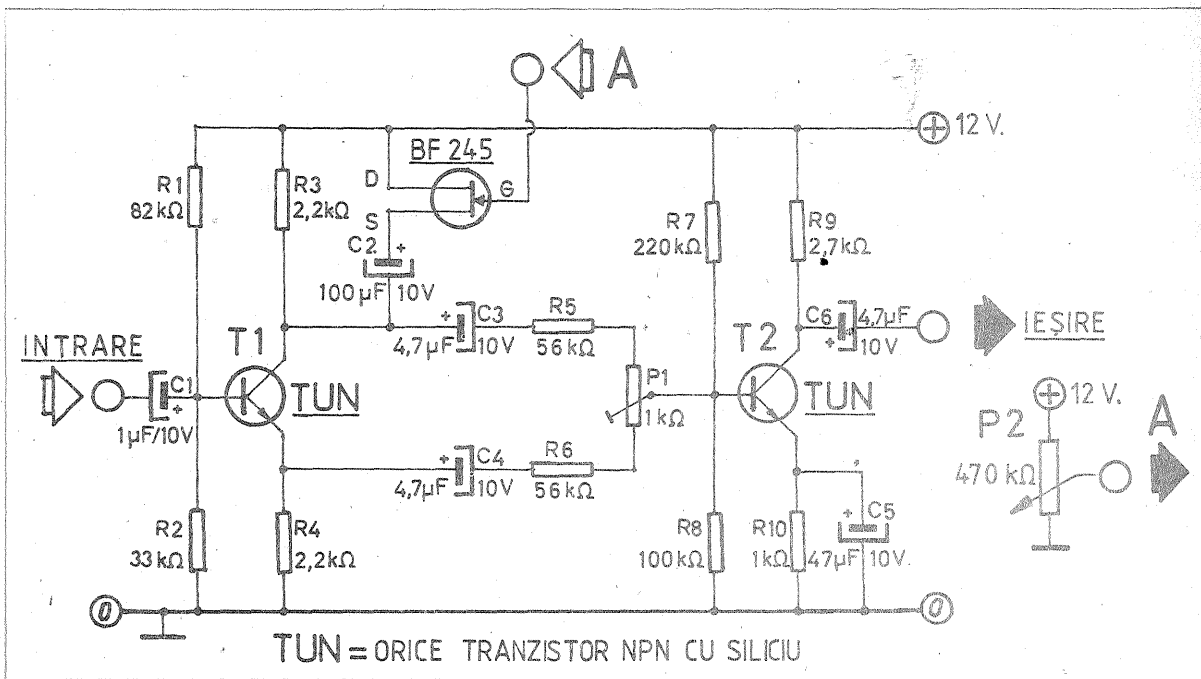 A
12 V.
BF 245
D
G
S
R1
82 kΩ
R3
2,2kΩ
C2
+
100 µF 10V
R7
220kΩ
R9
2,7kΩ
INTRARE
T1
TUN
C1
+
1µF/10V
+
C3
4,7µF
10V
R5
56kΩ
P1
1kΩ
T2
TUN
C6
4,7µF
+
10V
IEȘIRE
+
C4
4,7µF
10V
R6
56kΩ
12 V.
P2
470 kΩ
A
R2
33kΩ
R4
2,2kΩ
R8
100kΩ
R10
1kΩ
+
C5
47µF 10V.
0
0
TUN = ORICE TRANZISTOR NPN CU SILICIU